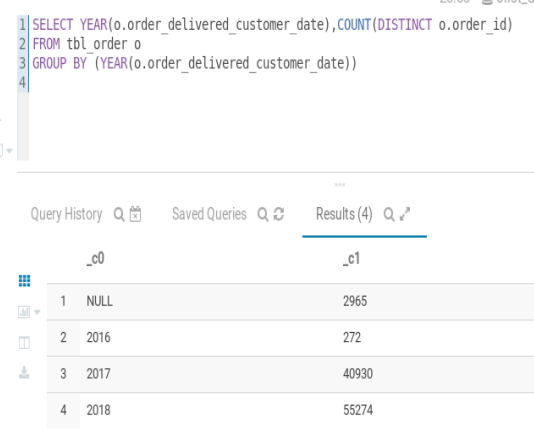 1 SELECT YEAR(o.order_delivered_customer_date),COUNT(DISTINCT o.order_id)
2 FROM tbl_order o
3 GROUP BY (YEAR(o.order_delivered_customer_date))
4
Query History Saved Queries Results (4)
_c0 _c1
1 NULL 2965
2 2016 272
3 2017 40930
4 2018 55274